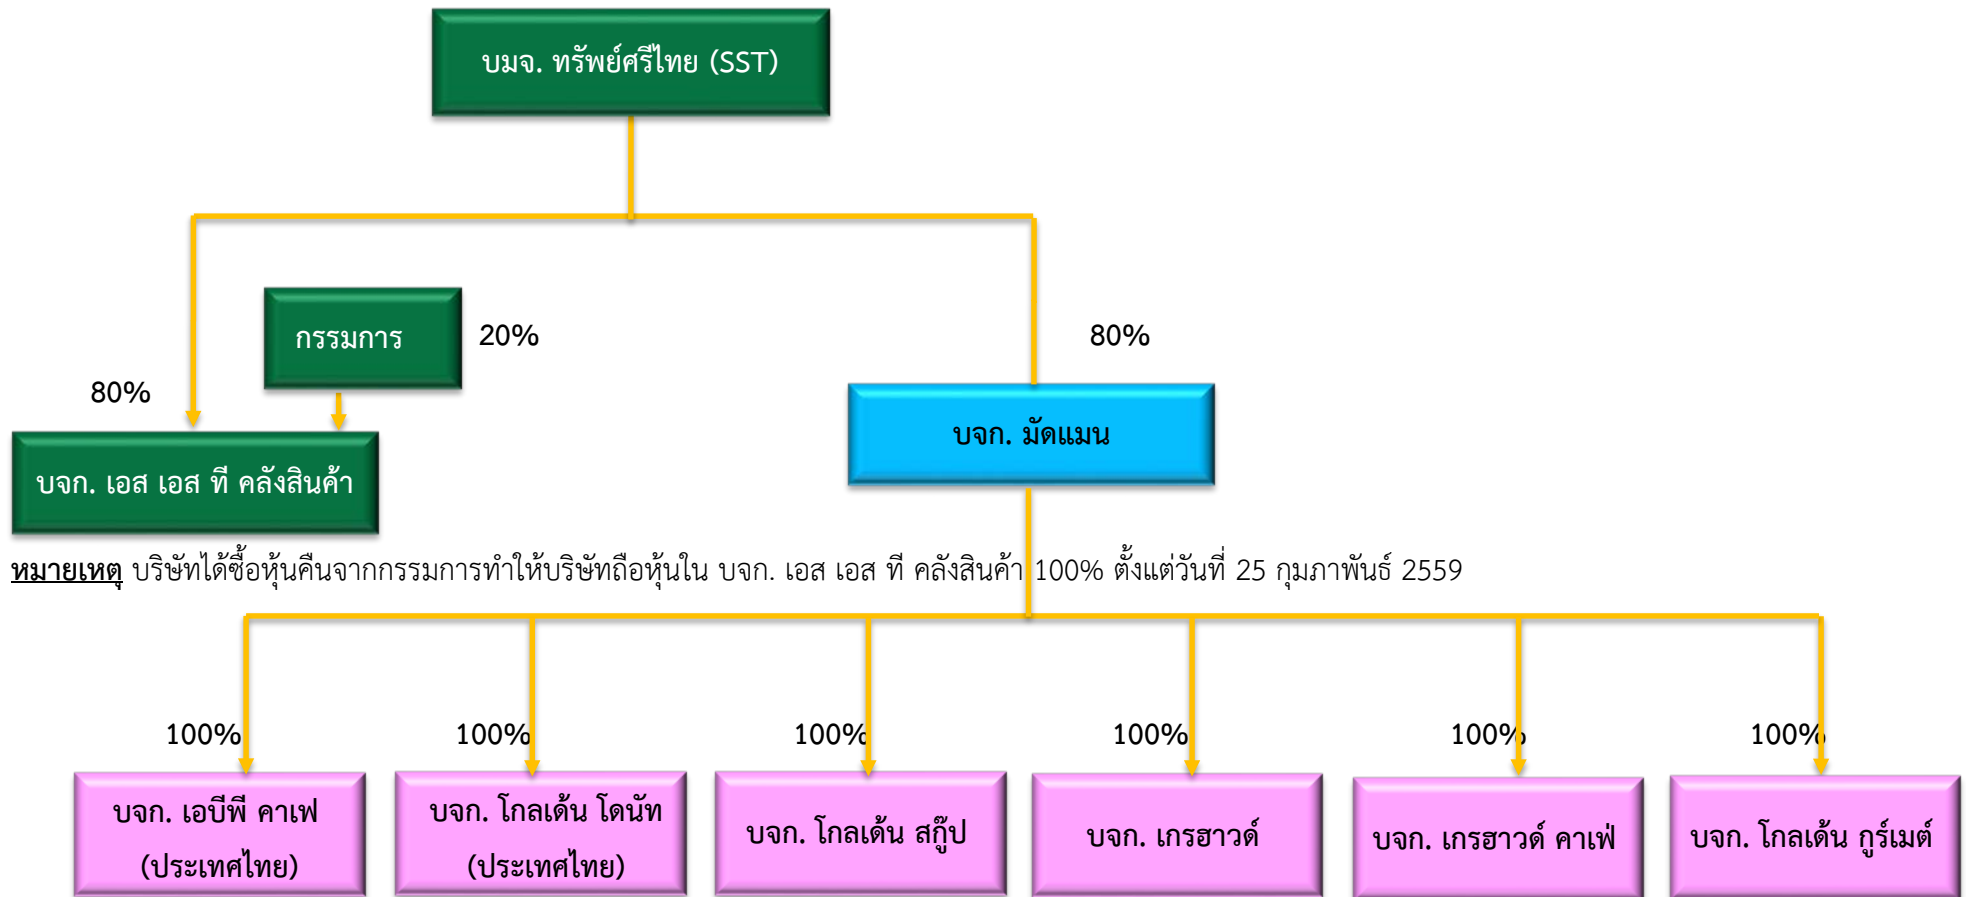 บมจ. ทรัพย์ศรีไทย (SST)
กรรมการ
20%
80%
80%
บจก. มัดแมน
บจก. เอส เอส ที คลังสินค้า
หมายเหตุ บริษัทได้ซื้อหุ้นคืนจากกรรมการทำให้บริษัทถือหุ้นใน บจก. เอส เอส ที คลังสินค้า 100% ตั้งแต่วันที่ 25 กุมภาพันธ์ 2559
100%
100%
100%
100%
100%
100%
บจก. เอบีพี คาเฟ
(ประเทศไทย)
บจก. โกลเด้น โดนัท
(ประเทศไทย)
บจก. โกลเด้น สกู๊ป
บจก. เกรฮาวด์
บจก. เกรฮาวด์ คาเฟ่
บจก. โกลเด้น กูร์เมต์